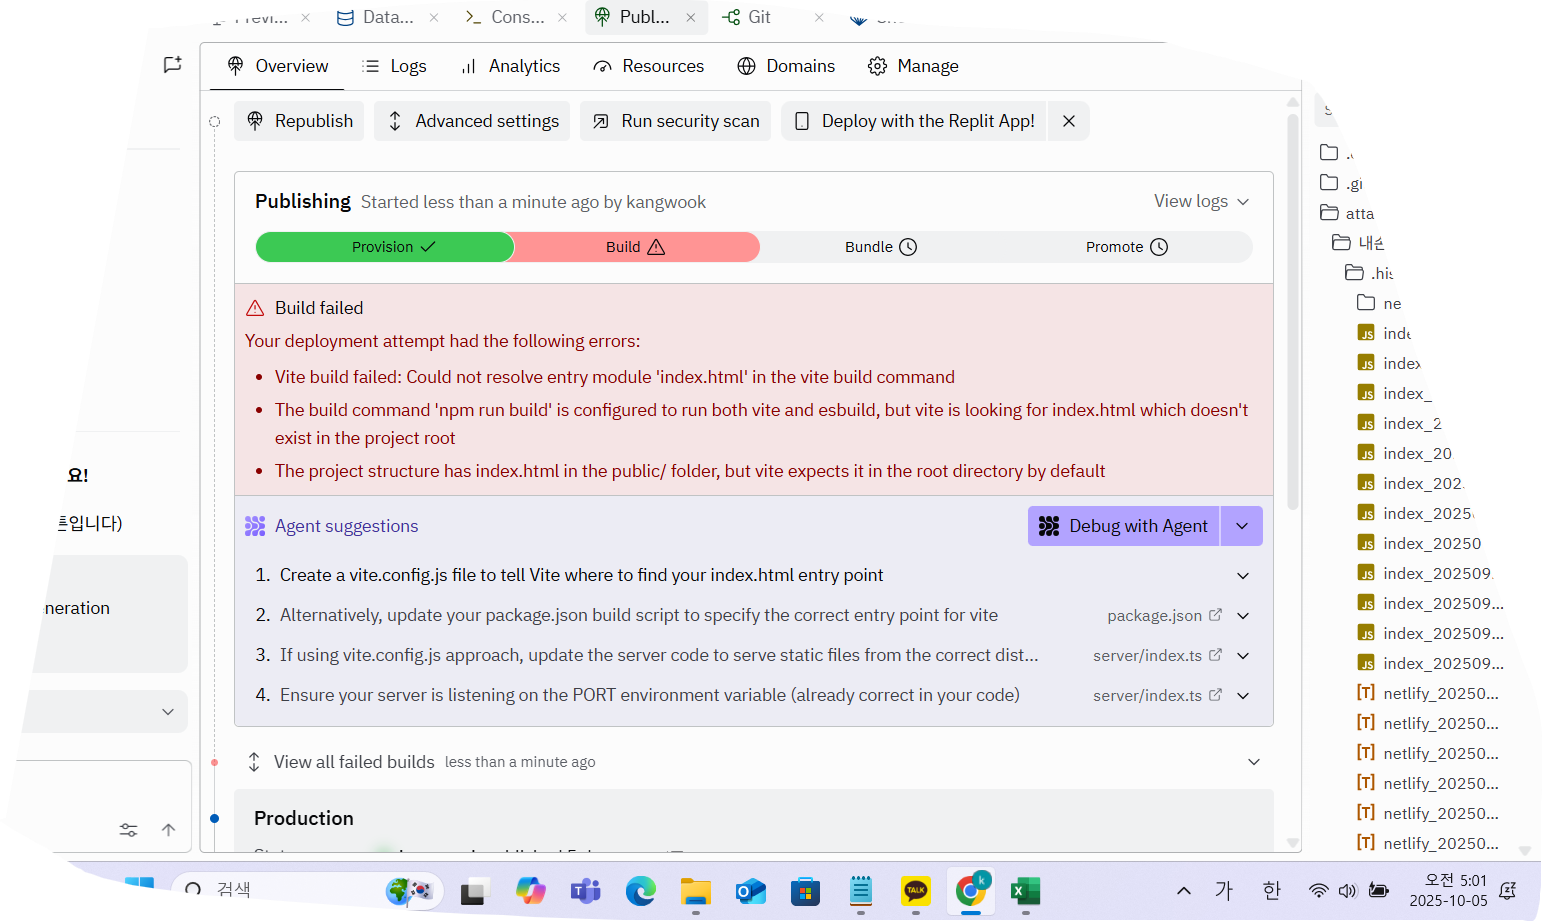 Data...
Cons...
Publ...
Git
Overview
Logs
Analytics
Resources
Domains
Manage
Republish
Advanced settings
Run security scan
Deploy with the Replit App!
Publishing Started less than a minute ago by kangwook
View logs
Provision
Build
Bundle
Promote
Build failed
Your deployment attempt had the following errors:
• Vite build failed: Could not resolve entry module 'index.html' in the vite build command
• The build command 'npm run build' is configured to run both vite and esbuild, but vite is looking for index.html which doesn't
exist in the project root
• The project structure has index.html in the public/ folder, but vite expects it in the root directory by default
Agent suggestions
Debug with Agent
1. Create a vite.config.js file to tell Vite where to find your index.html entry point
2. Alternatively, update your package.json build script to specify the correct entry point for vite package.json
3. If using vite.config.js approach, update the server code to serve static files from the correct dist... server/index.ts
4. Ensure your server is listening on the PORT environment variable (already correct in your code) server/index.ts
View all failed builds less than a minute ago
Production
요!
입니다)
neration
.gi
atta
.his
ne
inde
index
index_
index_2
index_20
index_202
index_2025
index_20250
index_202509
index_202509...
index_202509...
index_202509...
netlify_20250...
netlify_20250...
netlify_20250...
netlify_20250...
netlify_20250...
netlify_20250...
검색
TALK
k
가
한
오전 5:01
2025-10-05